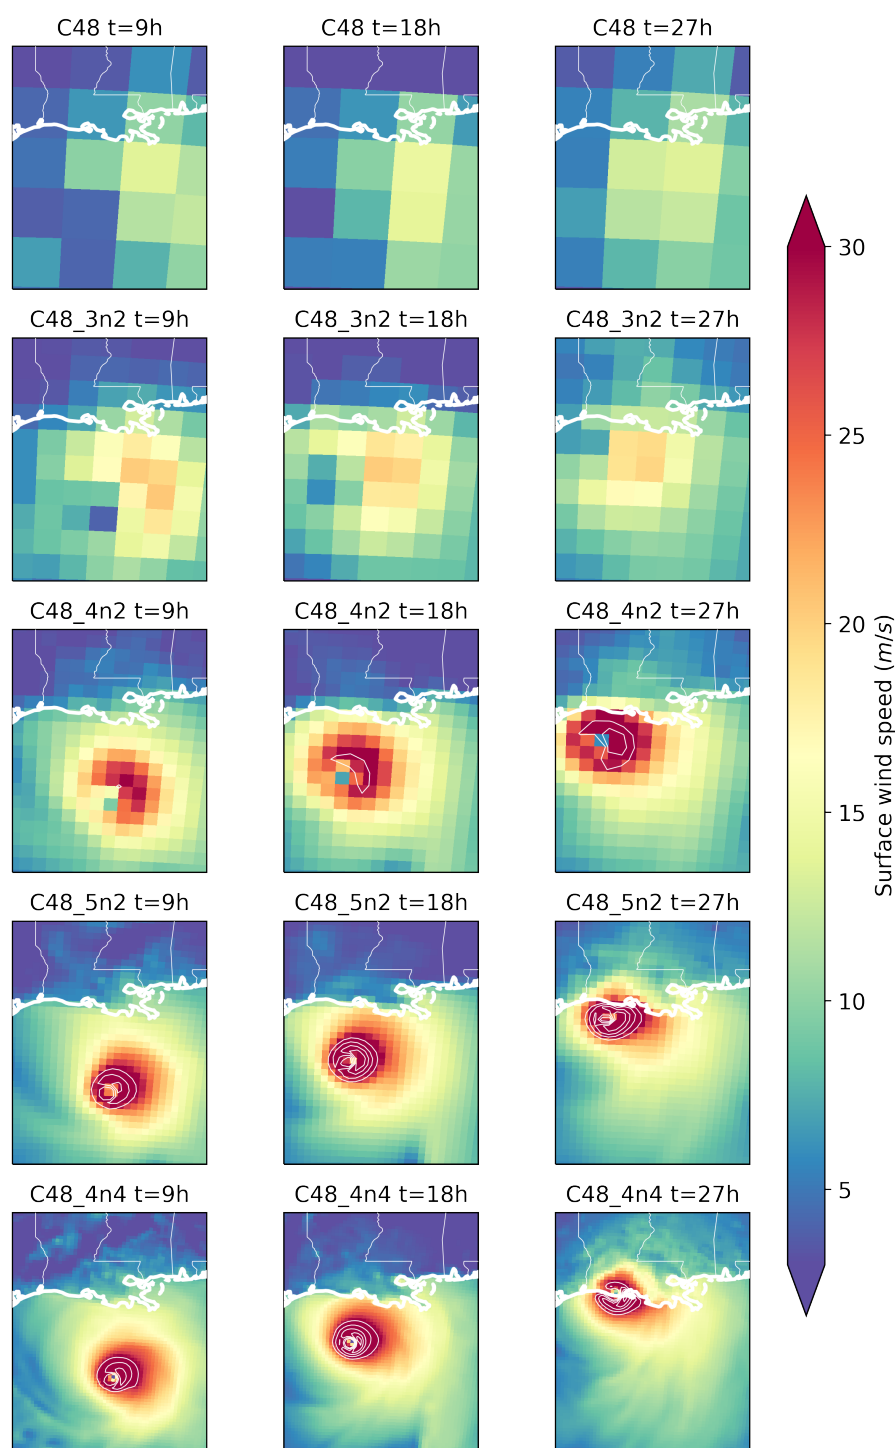 C48 t=9h C48 t=18h C48 t=27h
C48_3n2 t=9h C48_3n2 t=18h C48_3n2 t=27h
C48_4n2 t=9h C48_4n2 t=18h C48_4n2 t=27h
C48_5n2 t=9h C48_5n2 t=18h C48_5n2 t=27h
C48_4n4 t=9h C48_4n4 t=18h C48_4n4 t=27h
30
25
20
15
10
5
Surface wind speed (m/s)